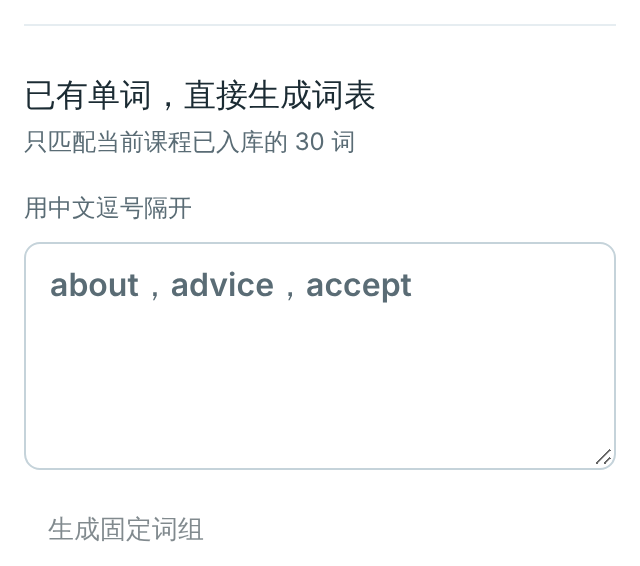 已有单词，直接生成词表
只匹配当前课程已入库的 30 词
用中文逗号隔开
about，advice，accept
生成固定词组